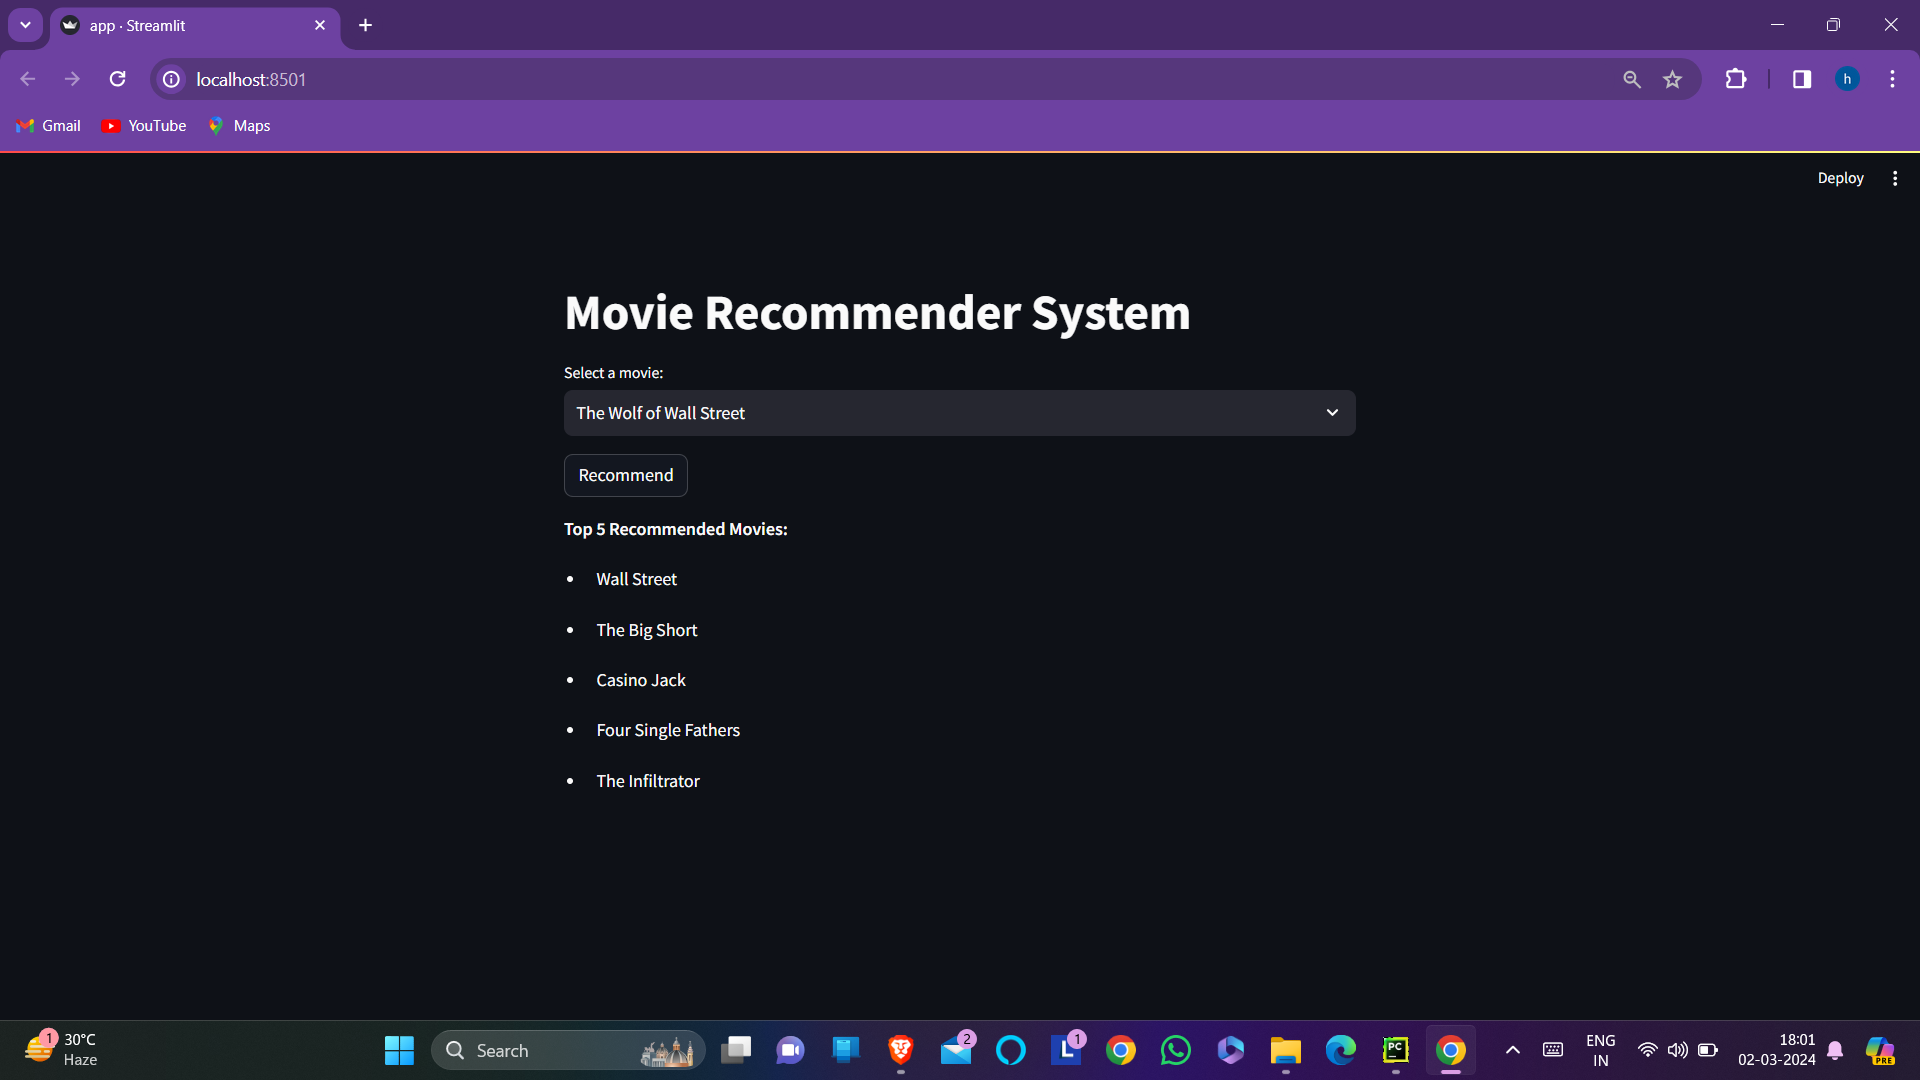 app · Streamlit
localhost:8501
h
Gmail
YouTube
Maps
Deploy
Movie Recommender System
Select a movie:
The Wolf of Wall Street
Recommend
Top 5 Recommended Movies:
• Wall Street
• The Big Short
• Casino Jack
• Four Single Fathers
• The Infiltrator
1
30°C
Haze
Search
2
L
1
PC
ENG
IN
18:01
02-03-2024
PRE